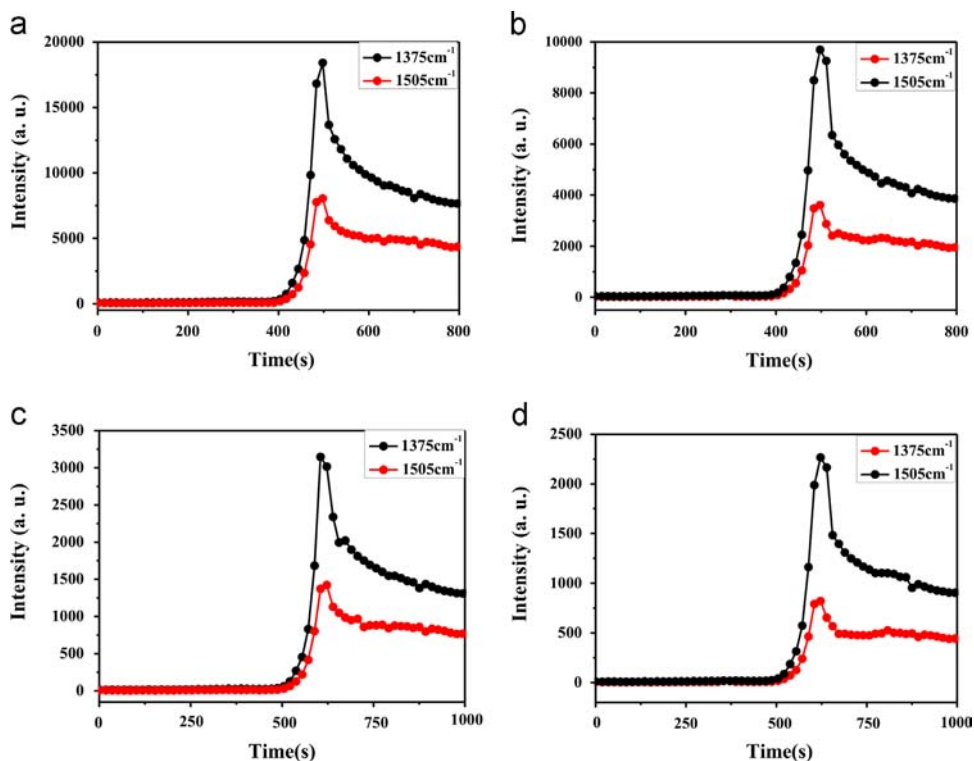 a
20000
15000
10000
5000
0
0 200 400 600 800
Intensity (a. u.)
Time(s)
1375cm⁻¹
1505cm⁻¹
b
10000
8000
6000
4000
2000
0
0 200 400 600 800
Intensity (a. u.)
Time(s)
1375cm⁻¹
1505cm⁻¹
c
3500
3000
2500
2000
1500
1000
500
0
0 250 500 750 1000
Intensity (a. u.)
Time(s)
1375cm⁻¹
1505cm⁻¹
d
2500
2000
1500
1000
500
0
0 250 500 750 1000
Intensity (a. u.)
Time(s)
1375cm⁻¹
1505cm⁻¹